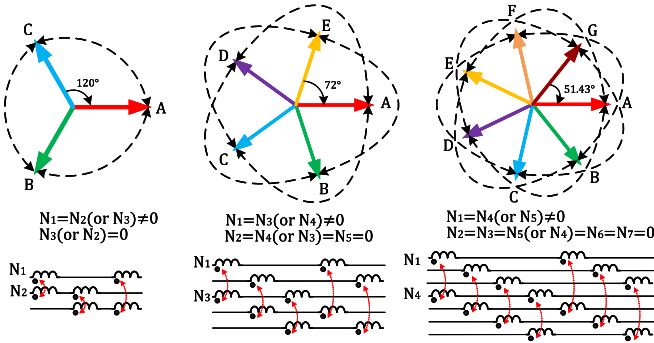 C
120°
A
B
E
D
72°
A
C
B
F
G
E
51.43°
A
D
B
C
N1=N2(or N3)≠0
N3(or N2)=0
N1=N3(or N4)≠0
N2=N4(or N3)=N5=0
N1=N4(or N5)≠0
N2=N3=N5(or N4)=N6=N7=0
N1
N2
N1
N3
N1
N4